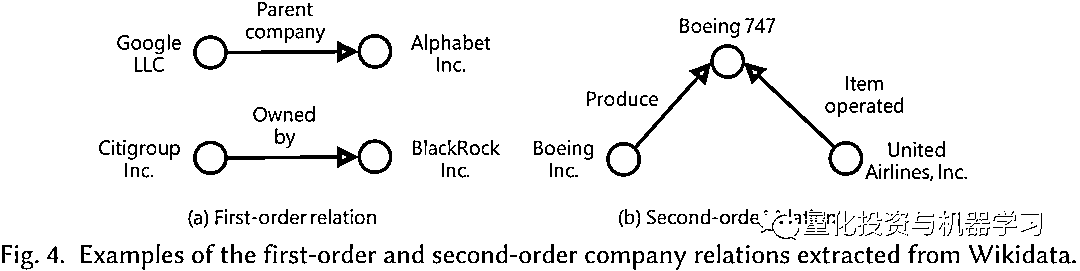 Parent
company
Google
LLC
Alphabet
Inc.
Owned
by
Citigroup
Inc.
BlackRock
Inc.
(a) First-order relation
Boeing 747
Produce
Item
operated
Boeing
Inc.
United
Airlines, Inc.
(b) Second-order
量化投资与机器学习
Fig. 4. Examples of the first-order and second-order company relations extracted from Wikidata.